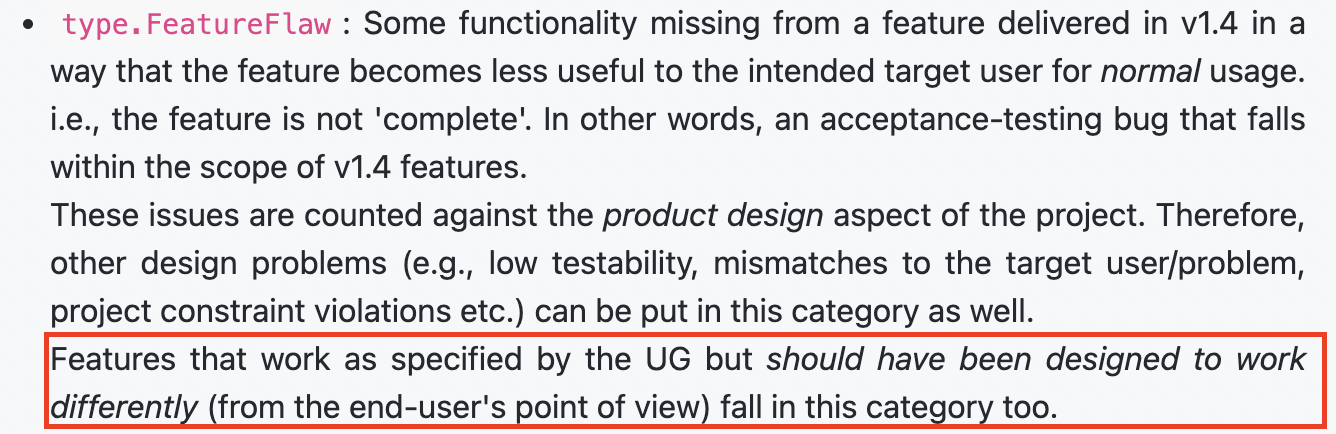 • type.FeatureFlaw : Some functionality missing from a feature delivered in v1.4 in a
way that the feature becomes less useful to the intended target user for normal usage.
i.e., the feature is not 'complete'. In other words, an acceptance-testing bug that falls
within the scope of v1.4 features.
These issues are counted against the product design aspect of the project. Therefore,
other design problems (e.g., low testability, mismatches to the target user/problem,
project constraint violations etc.) can be put in this category as well.
Features that work as specified by the UG but should have been designed to work
differently (from the end-user's point of view) fall in this category too.